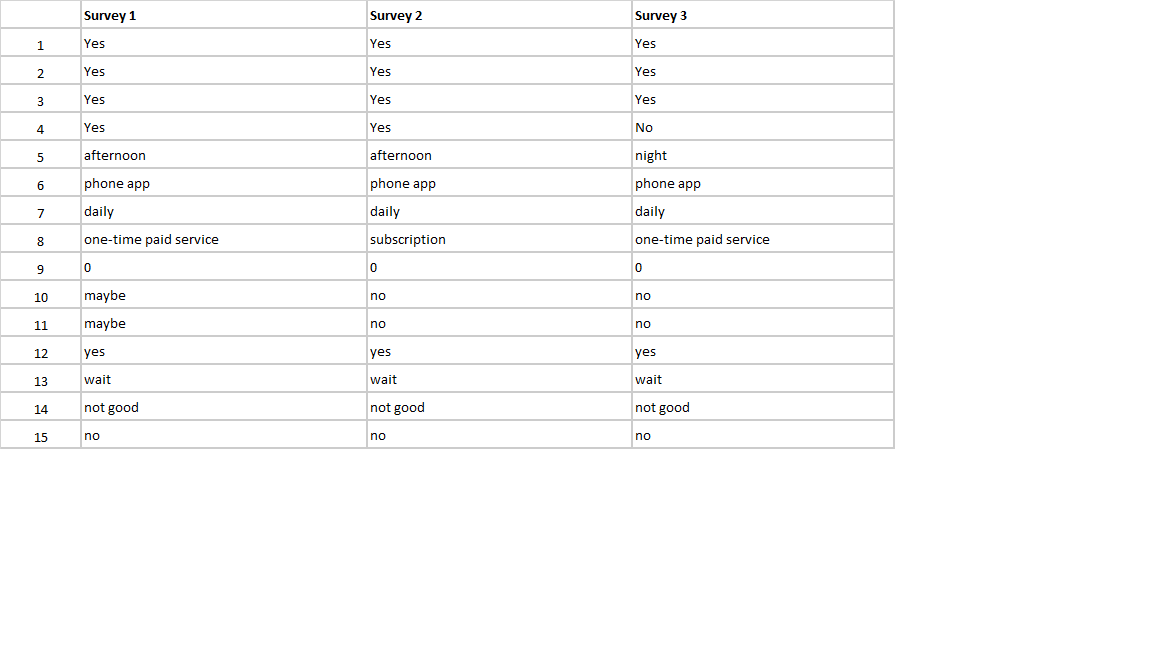 Survey 1 Survey 2 Survey 3
1 Yes Yes Yes
2 Yes Yes Yes
3 Yes Yes Yes
4 Yes Yes No
5 afternoon afternoon night
6 phone app phone app phone app
7 daily daily daily
8 one-time paid service subscription one-time paid service
9 0 0 0
10 maybe no no
11 maybe no no
12 yes yes yes
13 wait wait wait
14 not good not good not good
15 no no no